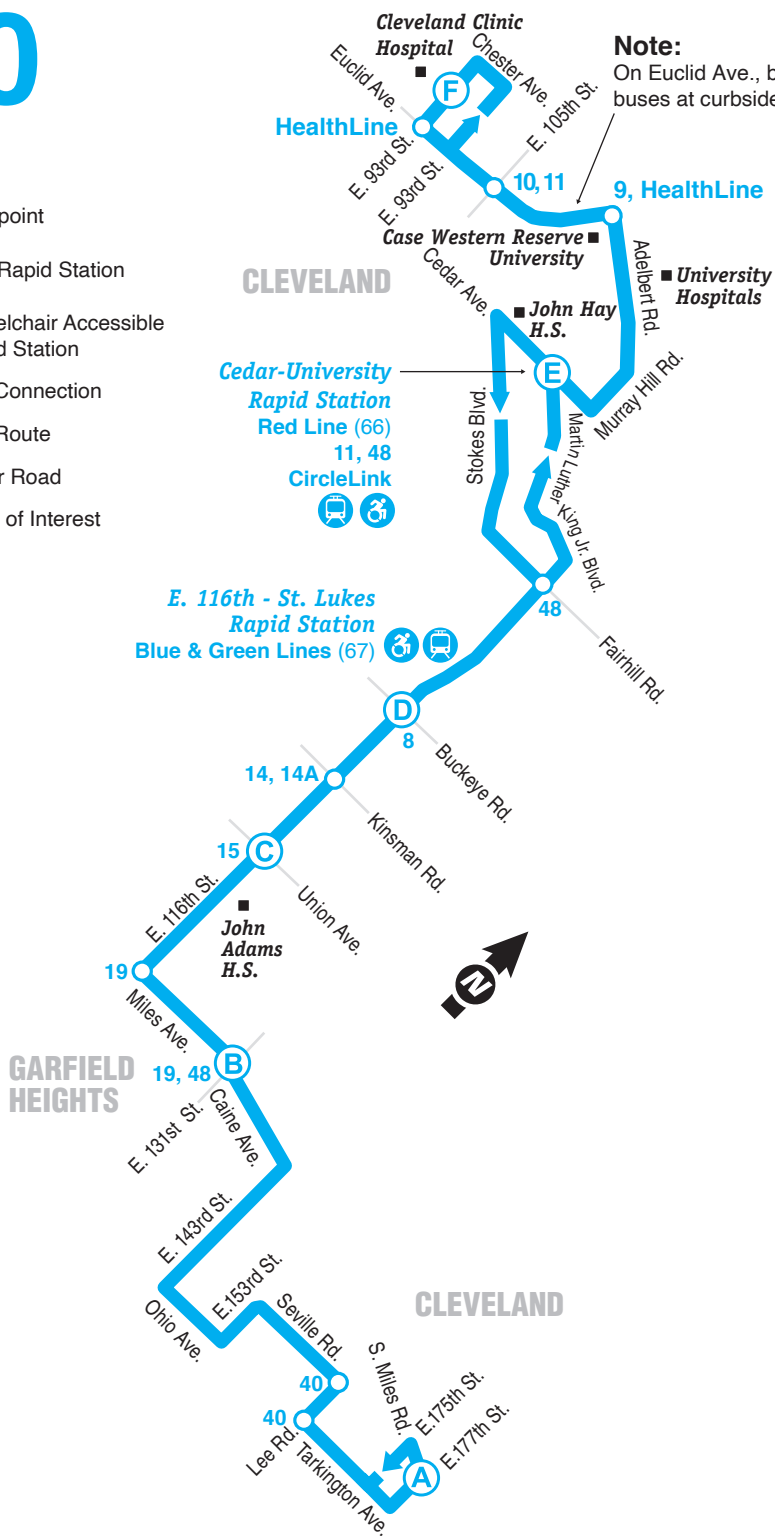 0
Cleveland Clinic
Hospital
Euclid Ave.
Chester Ave.
F
Note:
On Euclid Ave., b
buses at curbside
HealthLine
E. 93rd St.
E. 93rd St.
E. 105th St.
10, 11
9, HealthLine
point
Case Western Reserve
University
Adelbert Rd.
Rapid Station
University
Hospitals
CLEVELAND
Cedar Ave.
John Hay
H.S.
elchair Accessible
d Station
Cedar-University
Rapid Station
Red Line (66)
11, 48
CircleLink
E
Murray Hill Rd.
Connection
Stokes Blvd.
Martin Luther King Jr. Blvd.
Route
r Road
of Interest
48
Fairhill Rd.
E. 116th - St. Lukes
Rapid Station
Blue & Green Lines (67)
D
8
Buckeye Rd.
14, 14A
Kinsman Rd.
15
C
Union Ave.
E. 116th St.
John
Adams
H.S.
19
Miles Ave.
N
GARFIELD
HEIGHTS
19, 48
B
E. 131st St.
Caine Ave.
E. 143rd St.
Ohio Ave.
E.153rd St.
Seville Rd.
CLEVELAND
40
40
Lee Rd.
S. Miles Rd.
E.175th St.
E.177th St.
A
Tarkington Ave.